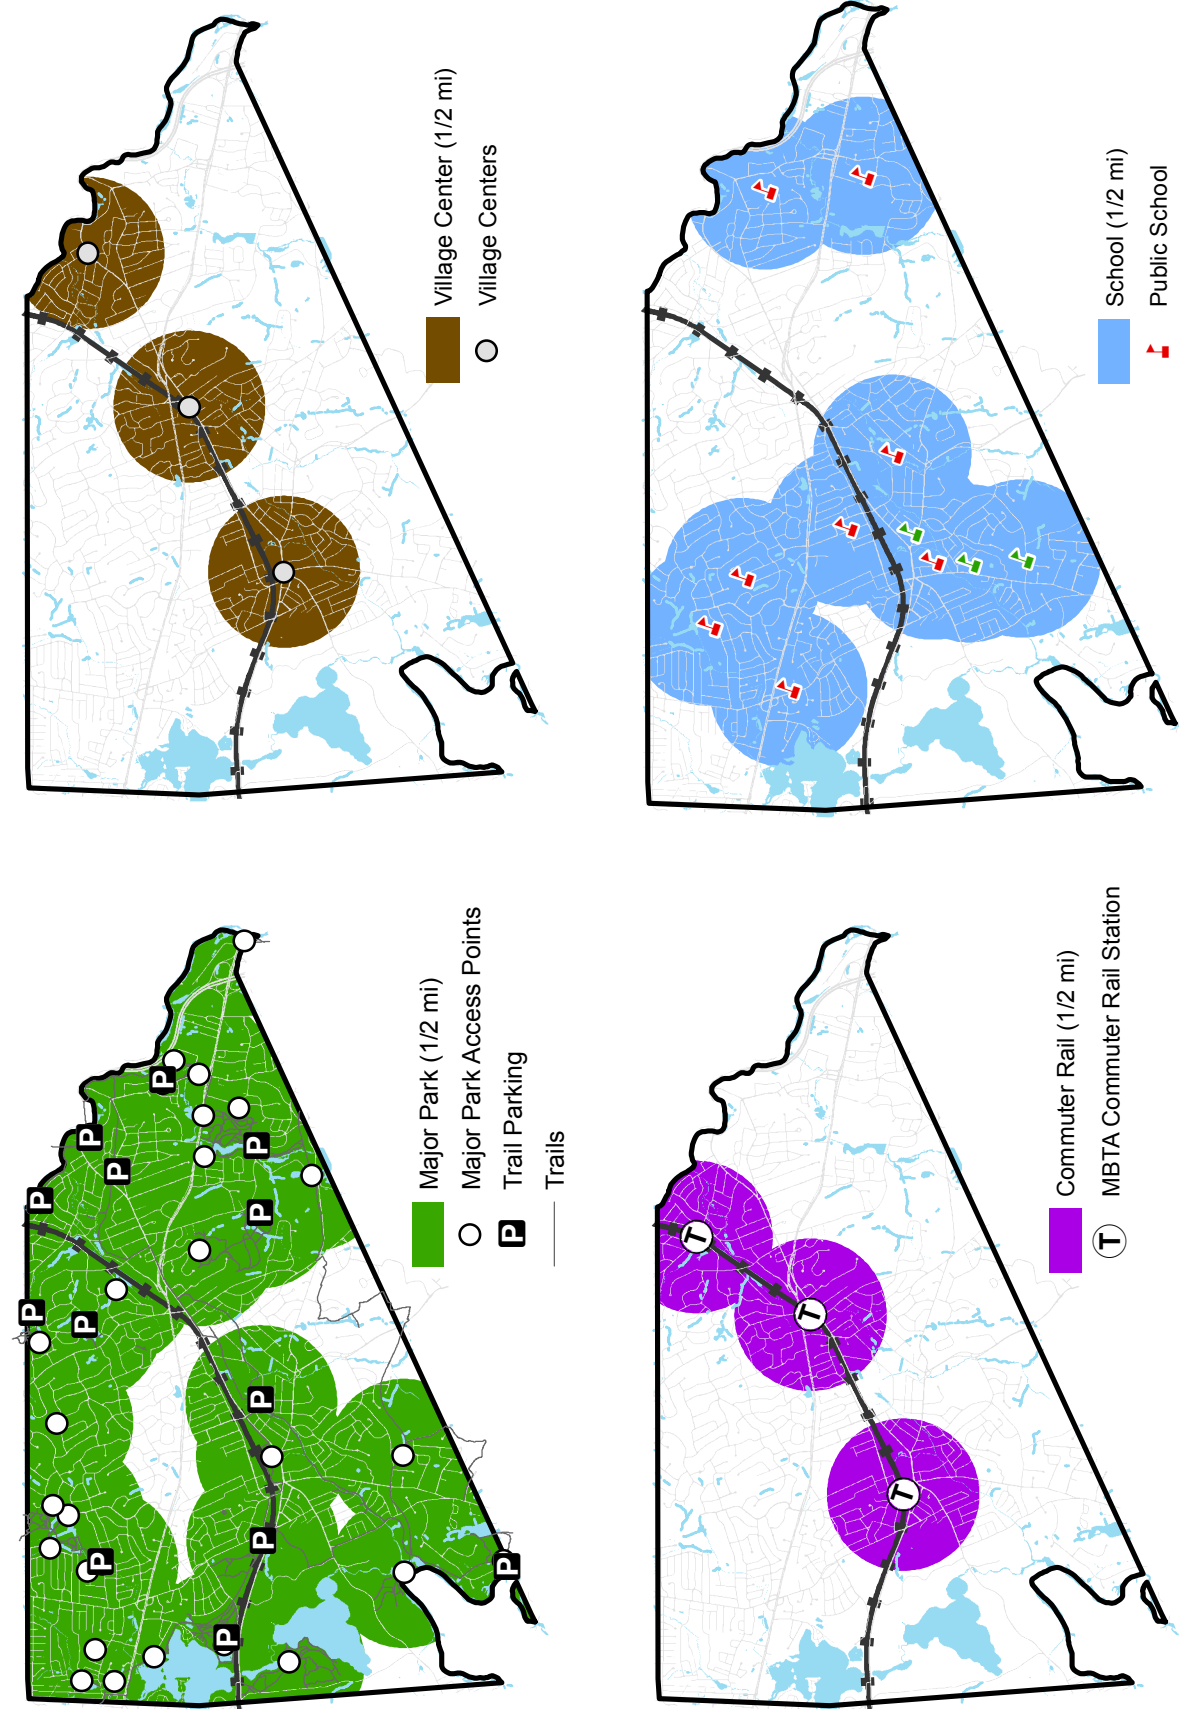 Major Park (1/2 mi)
Major Park Access Points
P Trail Parking
Trails
Village Center (1/2 mi)
Village Centers
Commuter Rail (1/2 mi)
T MBTA Commuter Rail Station
School (1/2 mi)
Public School
P
P
P
P
P
P
P
P
P
P
P
P
P
P
T
T
T